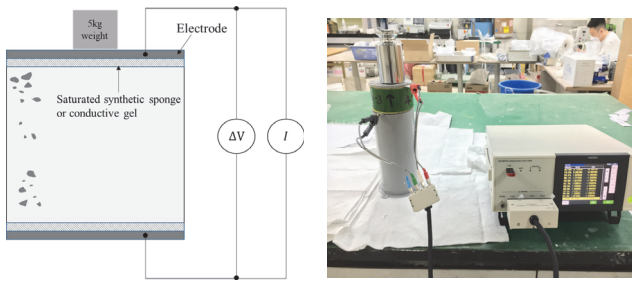 5kg
weight
Electrode
Saturated synthetic sponge
or conductive gel
ΔV
I